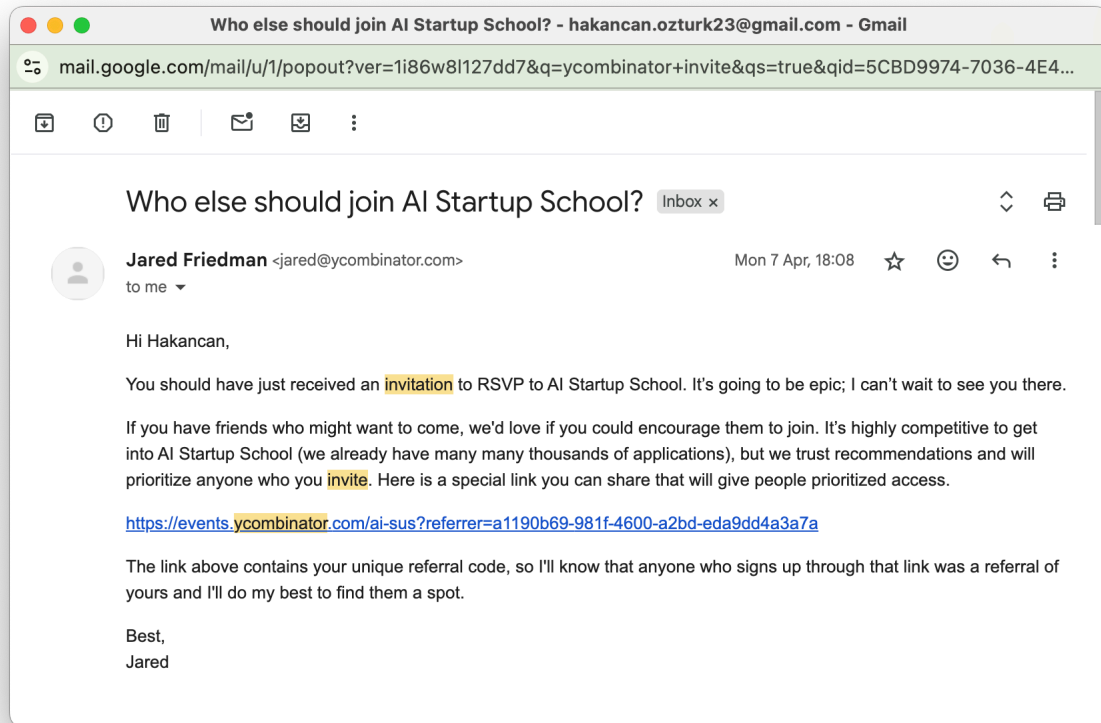 Who else should join AI Startup School? - hakancan.ozturk23@gmail.com - Gmail
mail.google.com/mail/u/1/popout?ver=1i86w8l127dd7&q=ycombinator+invite&qs=true&qid=5CBD9974-7036-4E4...
Who else should join AI Startup School? Inbox x
Jared Friedman <jared@ycombinator.com> Mon 7 Apr, 18:08
to me
Hi Hakancan,
You should have just received an invitation to RSVP to AI Startup School. It’s going to be epic; I can’t wait to see you there.
If you have friends who might want to come, we'd love if you could encourage them to join. It’s highly competitive to get
into AI Startup School (we already have many many thousands of applications), but we trust recommendations and will
prioritize anyone who you invite. Here is a special link you can share that will give people prioritized access.
https://events.ycombinator.com/ai-sus?referrer=a1190b69-981f-4600-a2bd-eda9dd4a3a7a
The link above contains your unique referral code, so I'll know that anyone who signs up through that link was a referral of
yours and I'll do my best to find them a spot.
Best,
Jared